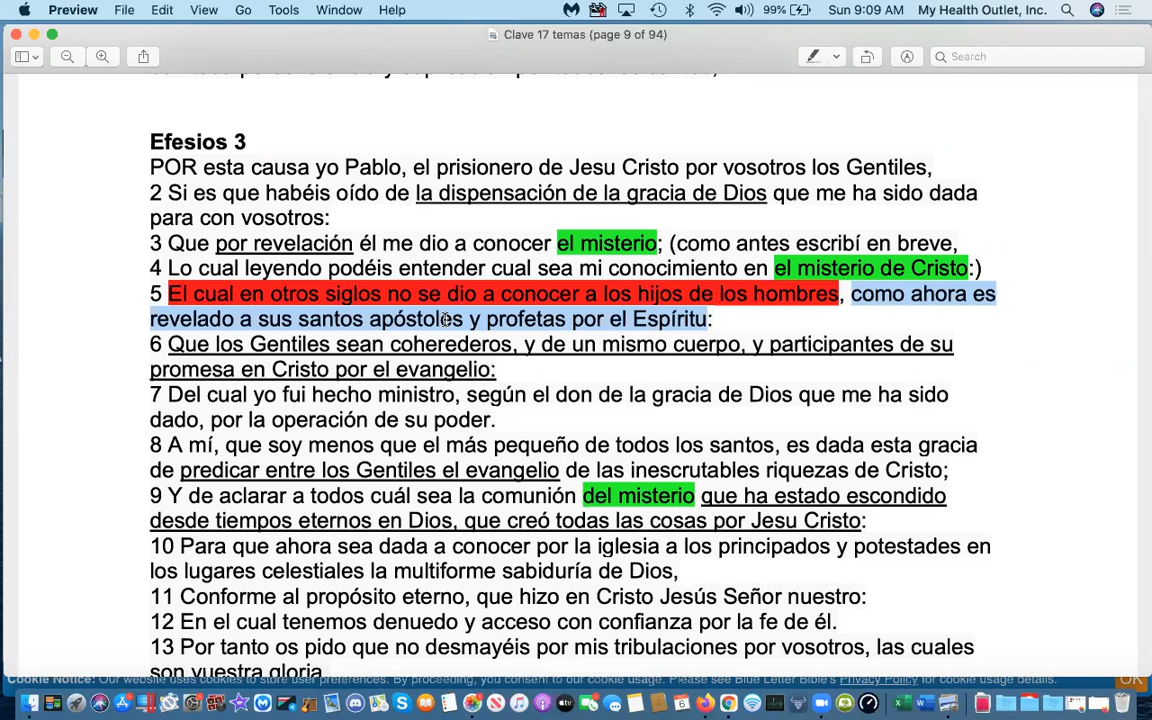 Preview File Edit View Go Tools Window Help 99% Sun 9:09 AM My Health Outlet, Inc.
Clave 17 temas (page 9 of 94)
Search
Efesios 3
POR esta causa yo Pablo, el prisionero de Jesu Cristo por vosotros los Gentiles,
2 Si es que habéis oído de la dispensación de la gracia de Dios que me ha sido dada
para con vosotros:
3 Que por revelación él me dio a conocer el misterio; (como antes escribí en breve,
4 Lo cual leyendo podéis entender cual sea mi conocimiento en el misterio de Cristo:)
5 El cual en otros siglos no se dio a conocer a los hijos de los hombres, como ahora es
revelado a sus santos apóstoles y profetas por el Espíritu:
6 Que los Gentiles sean coherederos, y de un mismo cuerpo, y participantes de su
promesa en Cristo por el evangelio:
7 Del cual yo fui hecho ministro, según el don de la gracia de Dios que me ha sido
dado, por la operación de su poder.
8 A mí, que soy menos que el más pequeño de todos los santos, es dada esta gracia
de predicar entre los Gentiles el evangelio de las inescrutables riquezas de Cristo;
9 Y de aclarar a todos cuál sea la comunión del misterio que ha estado escondido
desde tiempos eternos en Dios, que creó todas las cosas por Jesu Cristo:
10 Para que ahora sea dada a conocer por la iglesia a los principados y potestades en
los lugares celestiales la multiforme sabiduría de Dios,
11 Conforme al propósito eterno, que hizo en Cristo Jesús Señor nuestro:
12 En el cual tenemos denuedo y acceso con confianza por la fe de él.
13 Por tanto os pido que no desmayéis por mis tribulaciones por vosotros, las cuales
son vuestra gloria
Cookie Notice: Our website uses cookies to store user preferences. By proceeding, you consent to our cookie usage. Please see Blue Letter Bible's Privacy Policy for cookie usage details.
OK